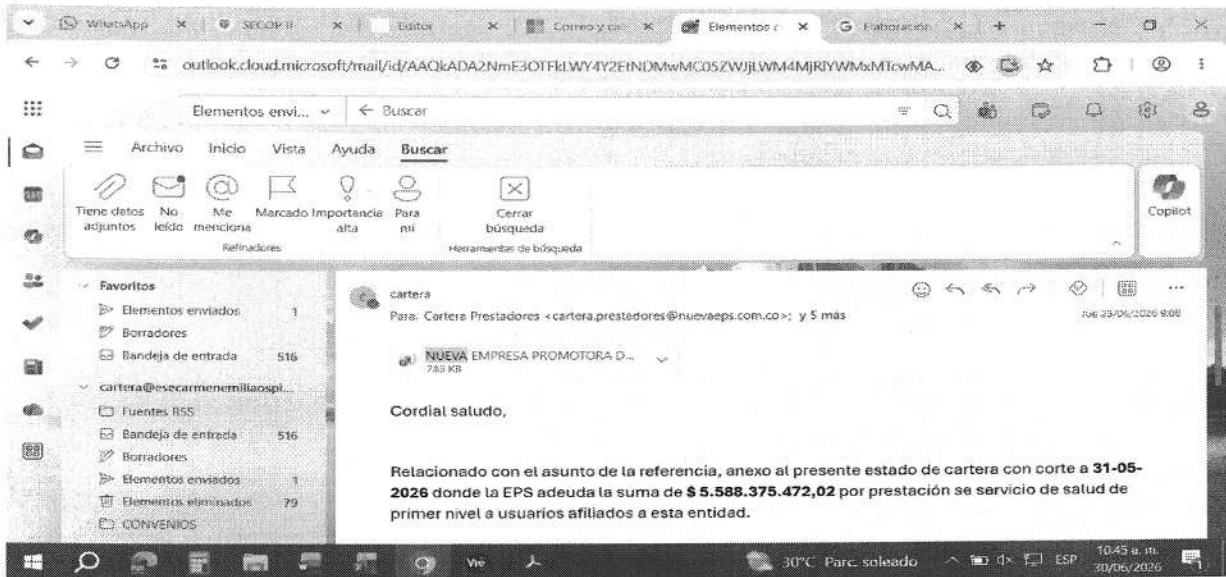 WhatsApp
SECOP II
Editor
Correo y ca
Elementos
Elaboración
outlook.cloud.microsoft/mail/id/
Elementos envi...
Buscar
Archivo Inicio Vista Ayuda Buscar
Tiene datos adjuntos
No leído
Me menciona
Marcado
Importancia alta
Para mí
Cerrar búsqueda
Copilot
Refinadores
Herramientas de búsqueda
Favoritos
Elementos enviados 1
Borradores
Bandeja de entrada 516
cartera@esecarmenemiliaospi...
Fuentes RSS
Bandeja de entrada 516
Borradores
Elementos enviados 1
Elementos eliminados 79
CONVENIOS
cartera
Para: Cartera Prestadores <cartera.prestadores@nuevaeps.com.co>; y 5 más
NUEVA EMPRESA PROMOTORA D...
KB
Cordial saludo,
Relacionado con el asunto de la referencia, anexo al presente estado de cartera con corte a 31-05-
2026 donde la EPS adeuda la suma de $ 5.588.375.472,02 por prestación se servicio de salud de
primer nivel a usuarios afiliados a esta entidad.
30°C Parc. soleado
ESP
10:45 a. m.
30/06/2026